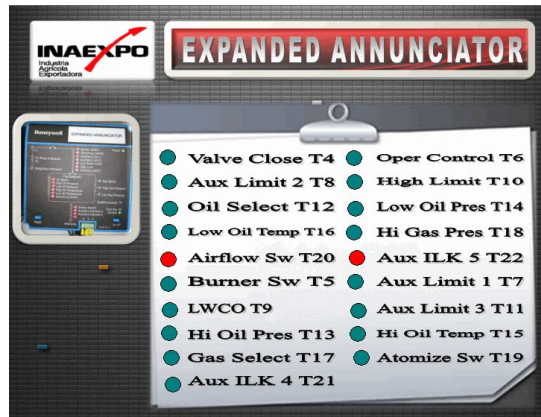 INAEXPO
Industria
Agrícola
Exportadora
EXPANDED ANNUNCIATOR
Honeywell EXPANDED ANNUNCIATOR
Valve Close T4
Aux Limit 2 T8
Oil Select T12
Low Oil Temp T16
Airflow Sw T20
Burner Sw T5
LWCO T9
Hi Oil Pres T13
Gas Select T17
Aux ILK 4 T21
Oper Control T6
High Limit T10
Low Oil Pres T14
Hi Gas Pres T18
Aux ILK 5 T22
Aux Limit 1 T7
Aux Limit 3 T11
Hi Oil Temp T15
Atomize Sw T19